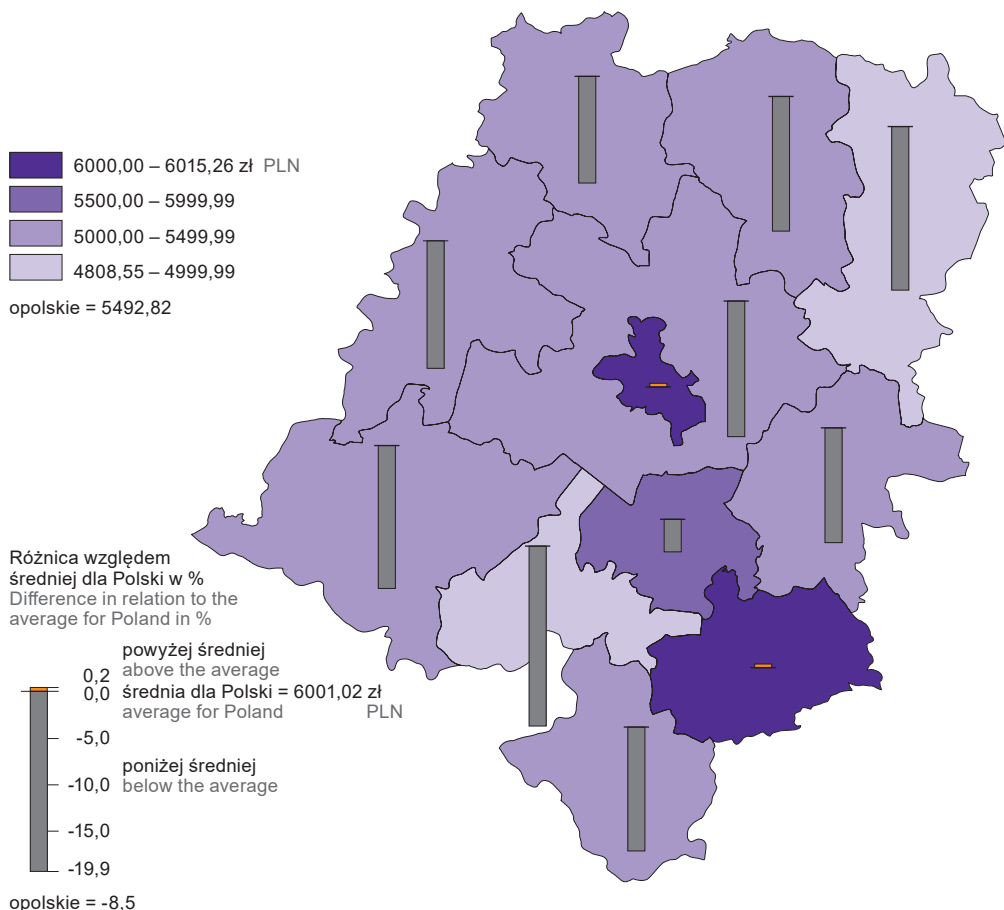 6000,00 – 6015,26 zł PLN
5500,00 – 5999,99
5000,00 – 5499,99
4808,55 – 4999,99
opolskie = 5492,82
Różnica względem
średniej dla Polski w %
Difference in relation to the
average for Poland in %
powyżej średniej
above the average
0,2
0,0
średnia dla Polski = 6001,02 zł
average for Poland PLN
-5,0
poniżej średniej
below the average
-10,0
-15,0
-19,9
opolskie = -8,5